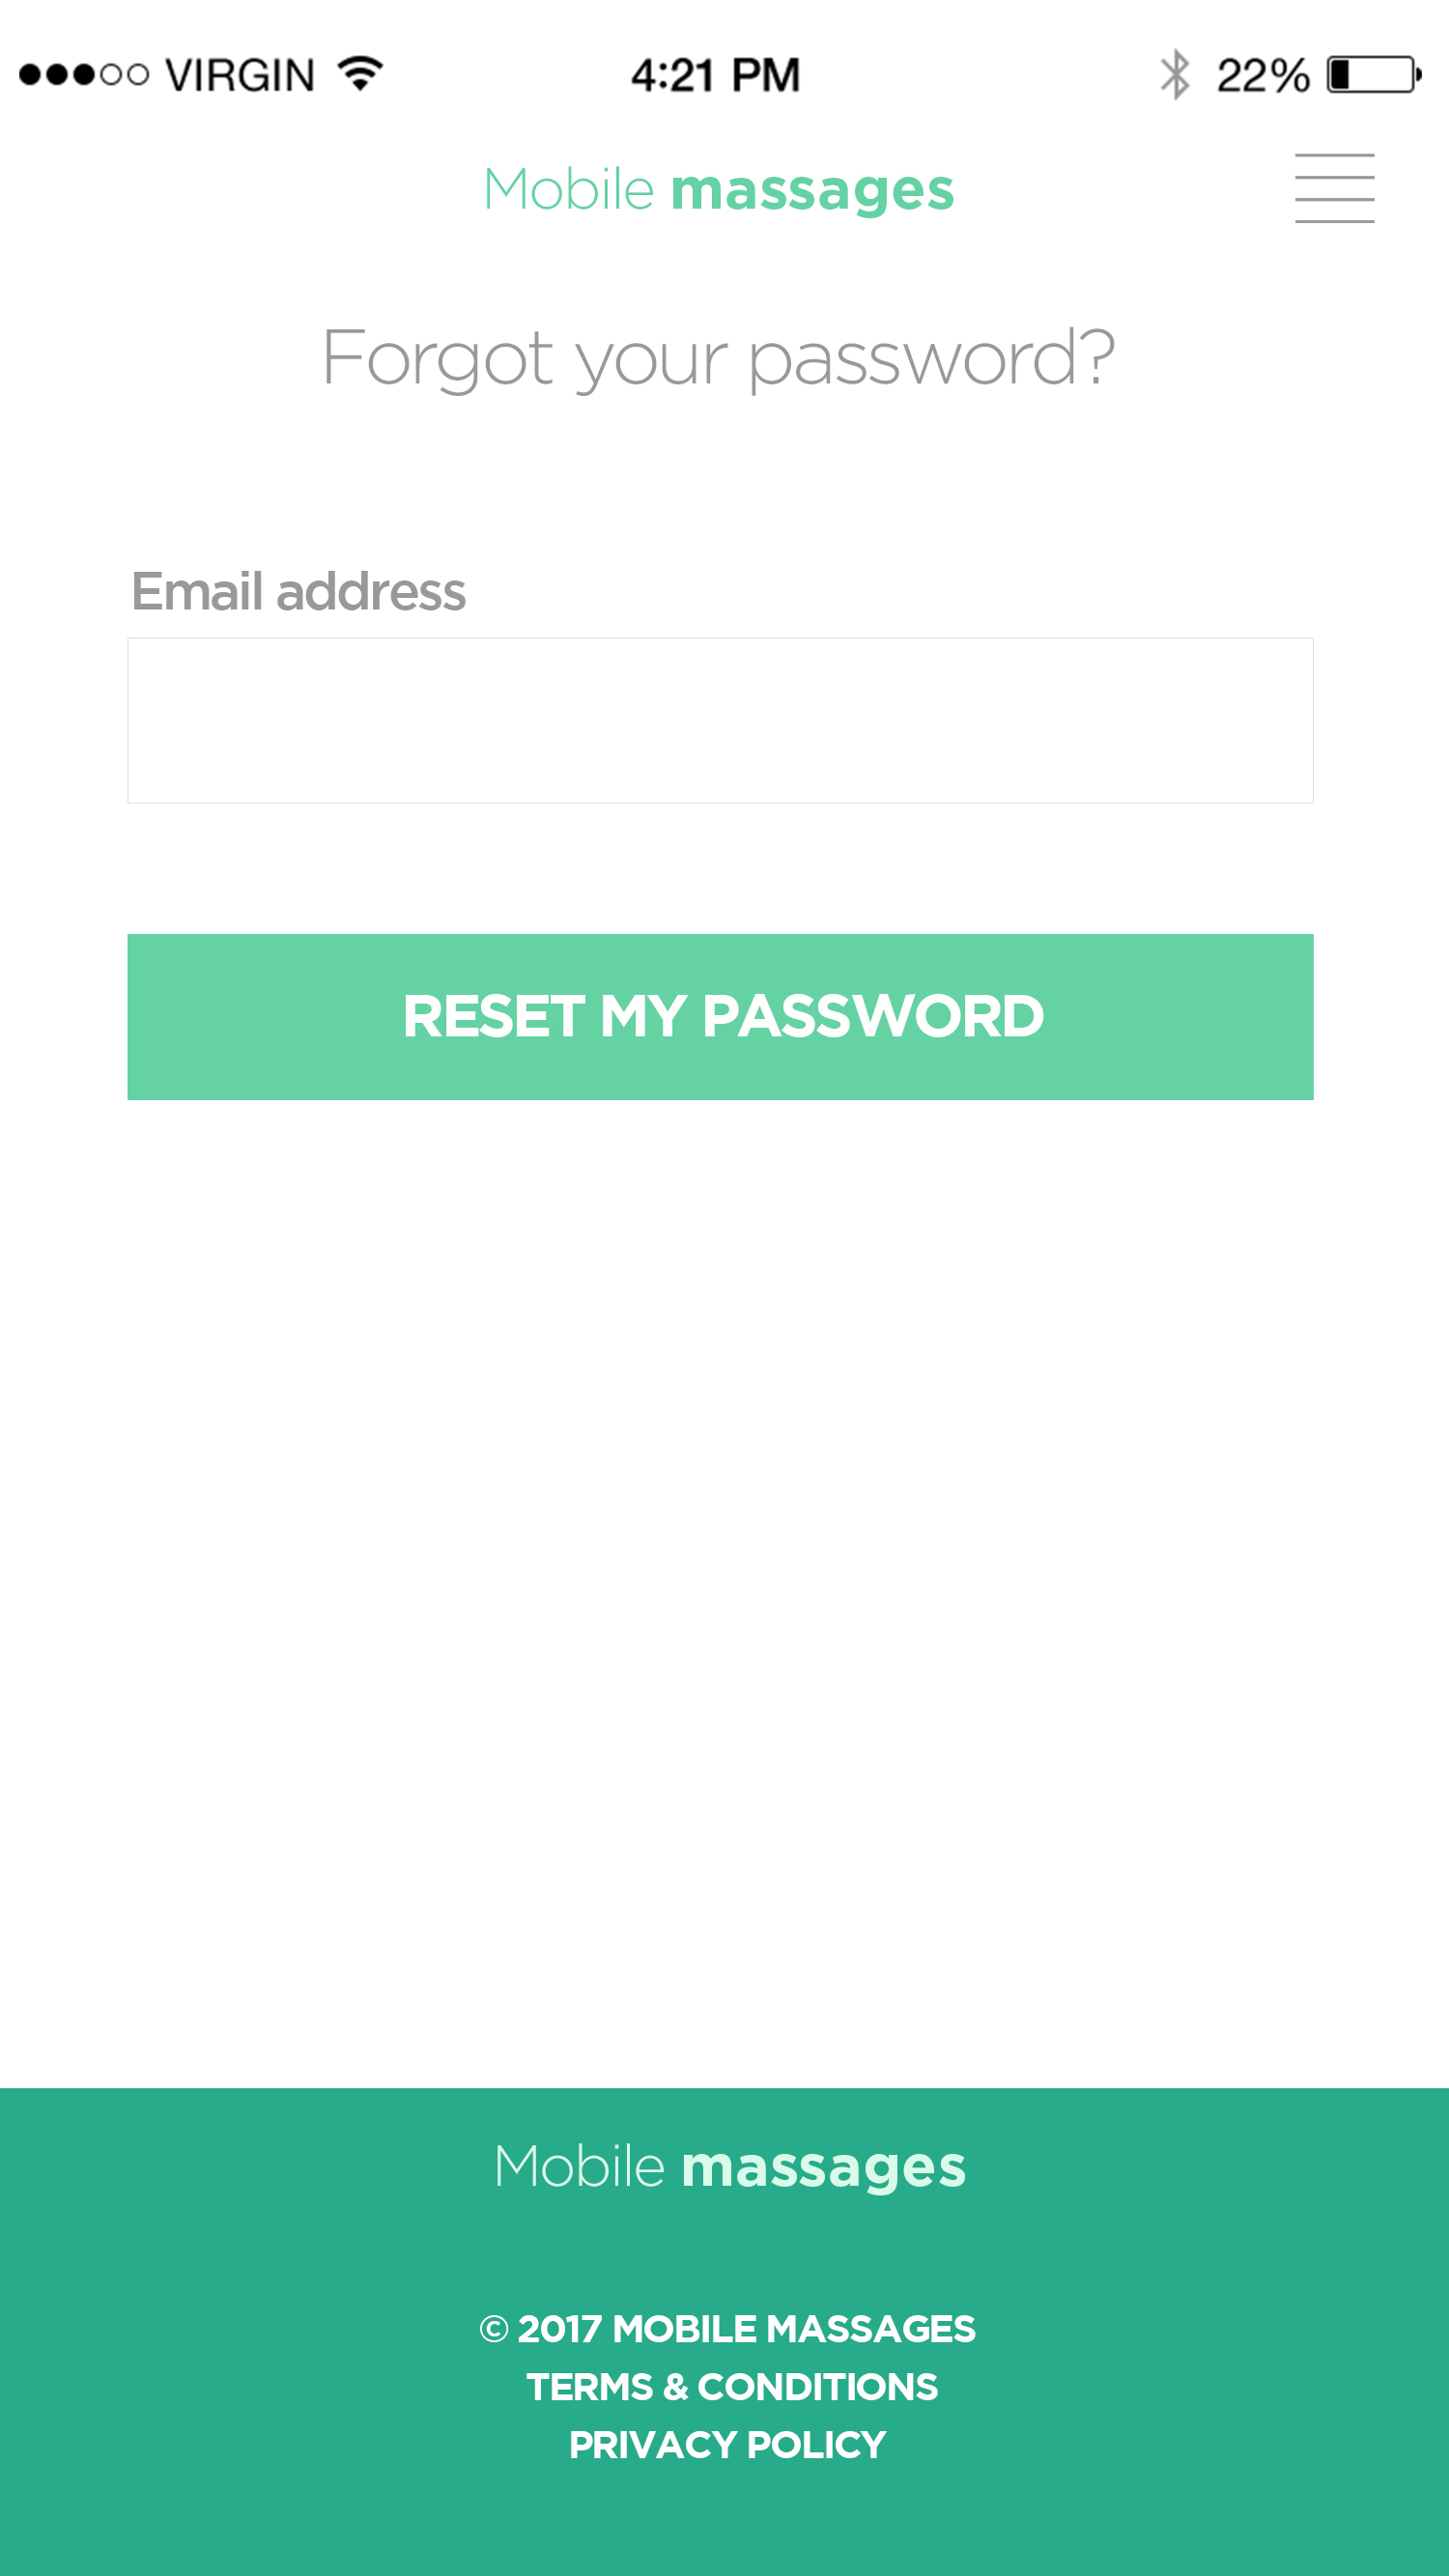 VIRGIN 4:21 PM 22%
Mobile massages
Forgot your password?
Email address
RESET MY PASSWORD
Mobile massages
© 2017 MOBILE MASSAGES
TERMS & CONDITIONS
PRIVACY POLICY